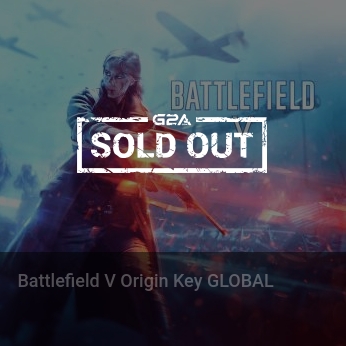 BATTLEFIELD
V
G2A
SOLD OUT
Battlefield V Origin Key GLOBAL